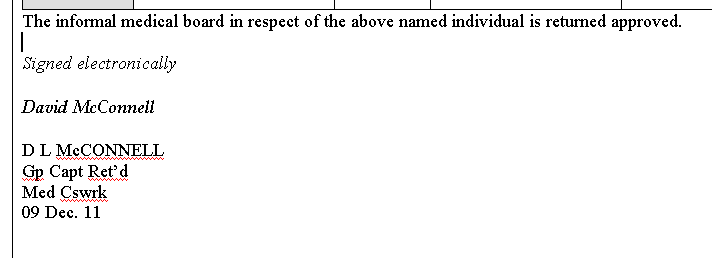 The informal medical board in respect of the above named individual is returned approved.
Signed electronically
David McConnell
D L McCONNELL
Gp Capt Ret'd
Med Cswrk
09 Dec. 11